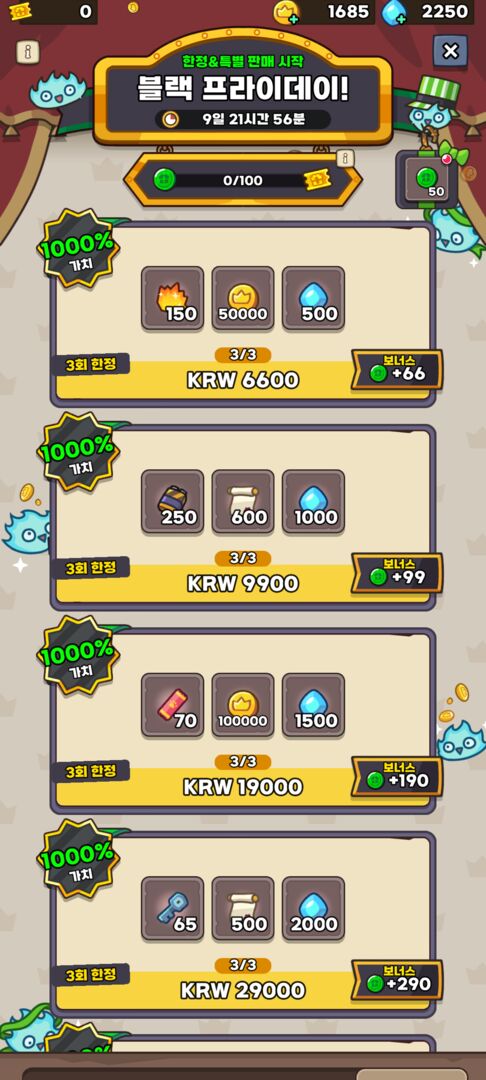 0
1685
2250
i
한정&특별 판매 시작
블랙 프라이데이!
9일 21시간 56분
i
0/100
50
1000%
가치
150
50000
500
3회 한정
3/3
KRW 6600
보너스
+66
1000%
가치
250
600
1000
3회 한정
3/3
KRW 9900
보너스
+99
1000%
가치
70
100000
1500
3회 한정
3/3
KRW 19000
보너스
+190
1000%
가치
65
500
2000
3회 한정
3/3
KRW 29000
보너스
+290